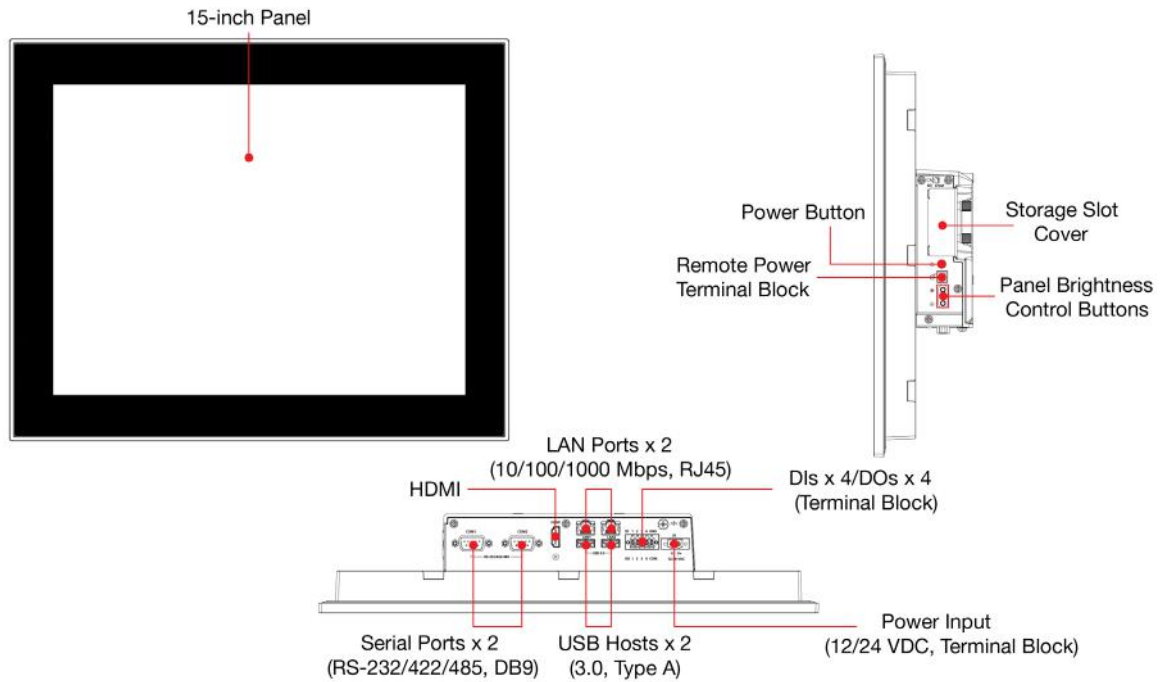 15-inch Panel
Power Button
Storage Slot
Cover
Remote Power
Terminal Block
Panel Brightness
Control Buttons
LAN Ports x 2
(10/100/1000 Mbps, RJ45)
HDMI
DIs x 4/DOs x 4
(Terminal Block)
COM1
COM2
Serial Ports x 2
(RS-232/422/485, DB9)
USB Hosts x 2
(3.0, Type A)
Power Input
(12/24 VDC, Terminal Block)